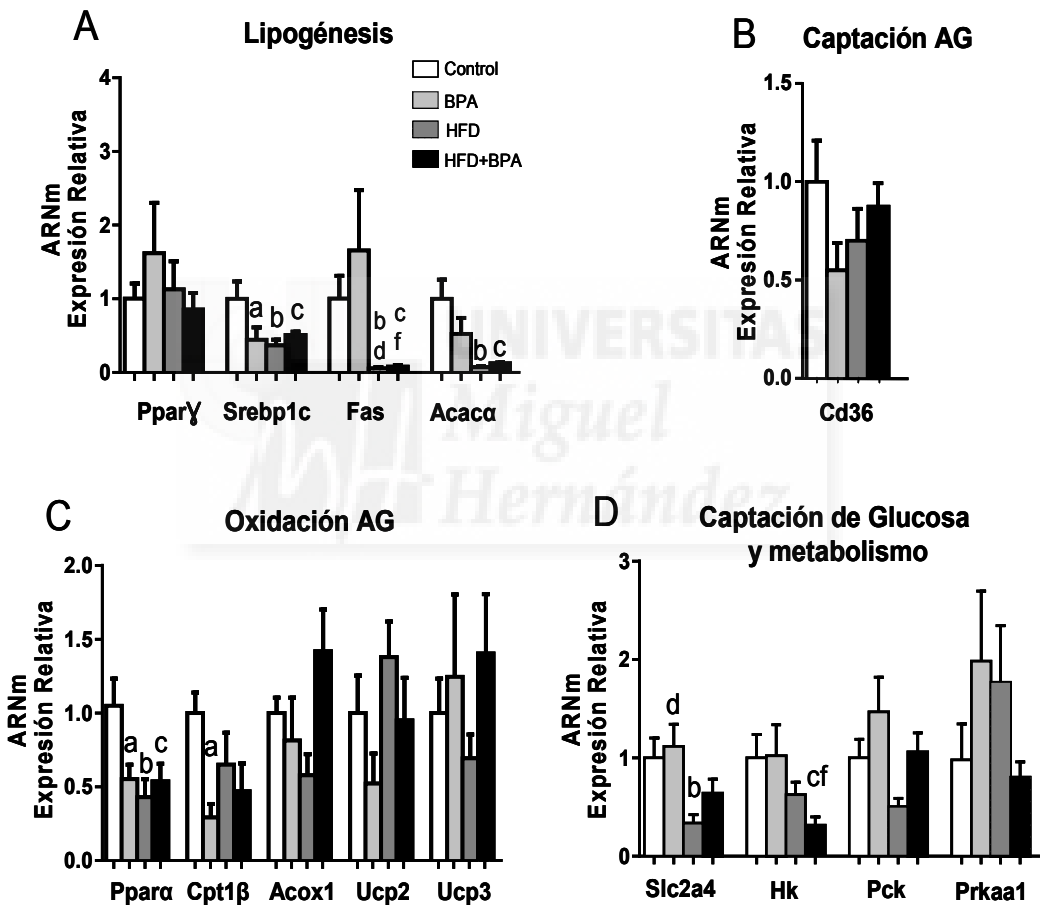 A
Lipogénesis
Control
BPA
HFD
HFD+BPA
ARNm
Expresión Relativa
4
3
2
1
0
a
b
c
b
c
d
f
b
c
Pparɣ
Srebp1c
Fas
Acacα
B
Captación AG
ARNm
Expresión Relativa
1.5
1.0
0.5
0.0
Cd36
UNIVERSITAS
Miguel
Hernández
C
Oxidación AG
ARNm
Expresión Relativa
2.0
1.5
1.0
0.5
0.0
a
b
c
a
Pparα
Cpt1β
Acox1
Ucp2
Ucp3
D
Captación de Glucosa
y metabolismo
ARNm
Expresión Relativa
3
2
1
0
d
b
cf
Slc2a4
Hk
Pck
Prkaa1